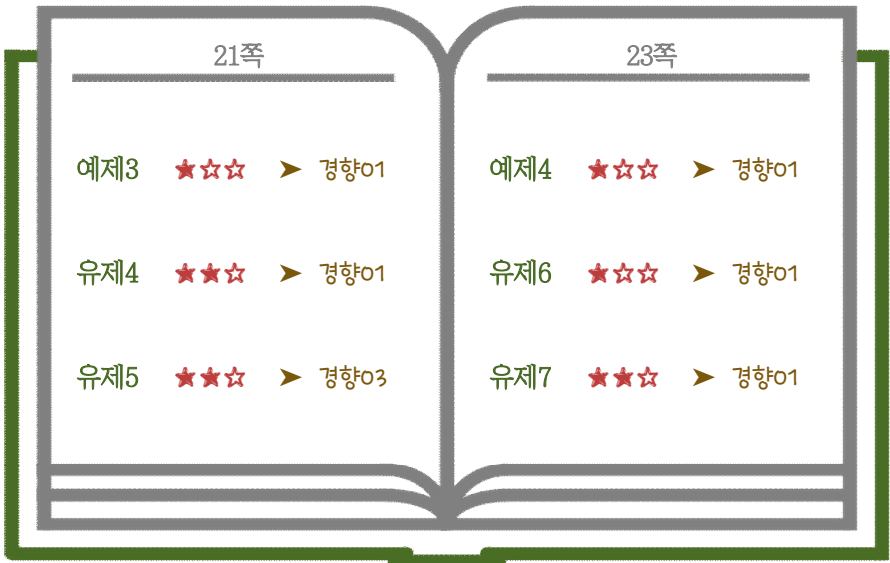 21쪽
예제3 ★☆☆ ➤ 경향01
유제4 ★★☆ ➤ 경향01
유제5 ★★☆ ➤ 경향03
23쪽
예제4 ★☆☆ ➤ 경향01
유제6 ★☆☆ ➤ 경향01
유제7 ★★☆ ➤ 경향01